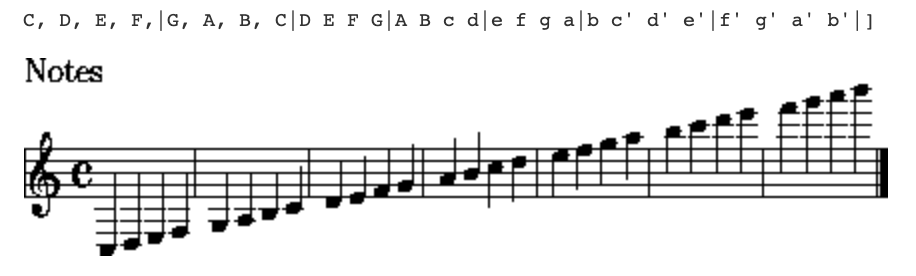 C, D, E, F,|G, A, B, C|D E F G|A B c d|e f g a|b c' d' e'|f' g' a' b'|]
Notes